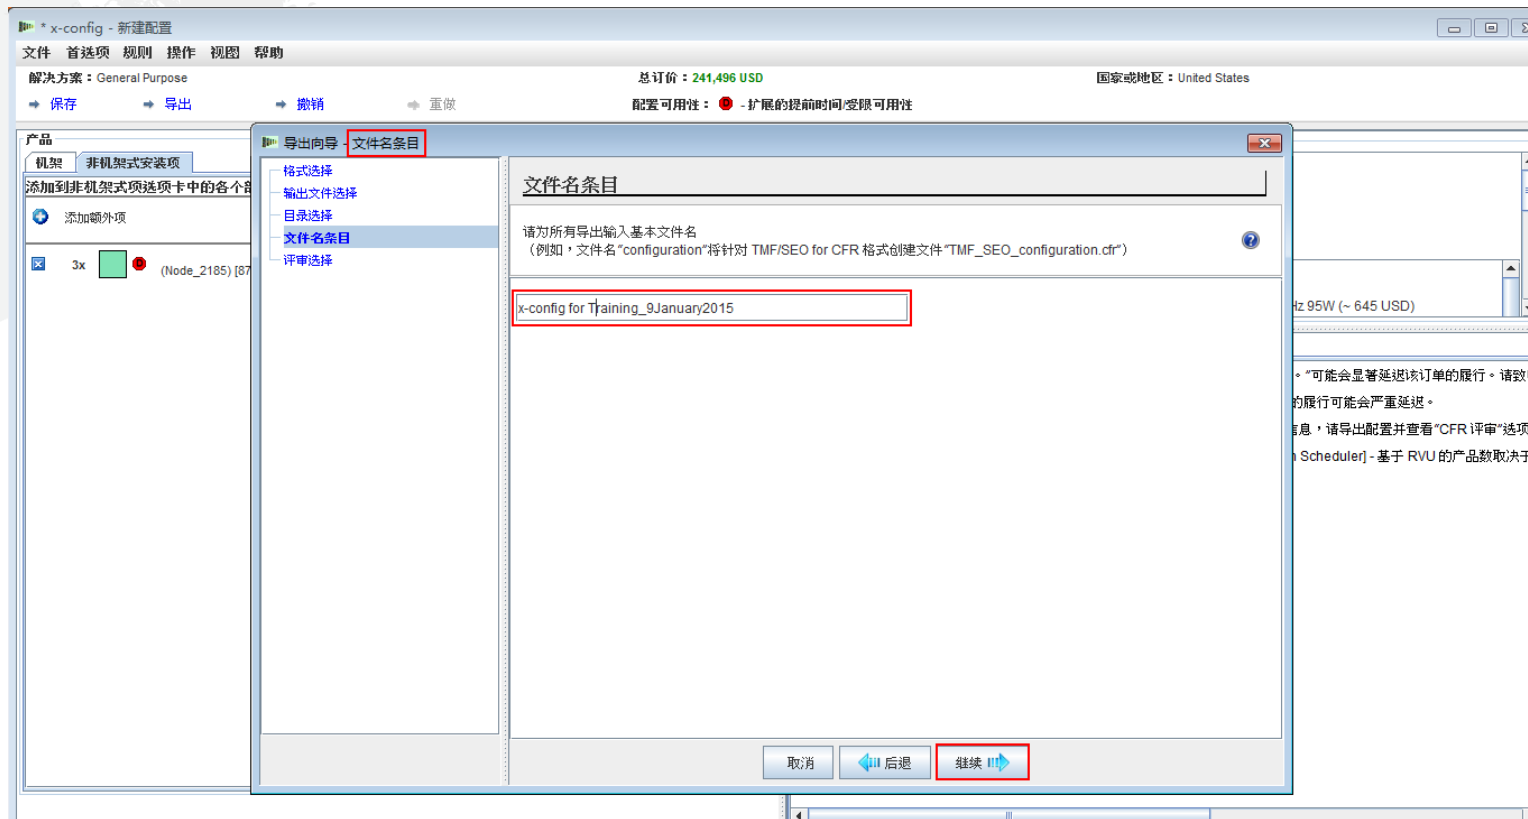 * x-config - 新建配置
文件 首选项 规则 操作 视图 帮助
解决方案：General Purpose
总订价：241,496 USD
国家或地区：United States
保存 导出 撤销 重做
配置可用性： - 扩展的提前时间/受限可用性
产品
机架 非机架式安装项
添加到非机架式项选项卡中的各个
添加额外项
3x (Node_2185) [87
导出向导 - 文件名条目
格式选择
输出文件选择
目录选择
文件名条目
评审选择
文件名条目
请为所有导出输入基本文件名
（例如，文件名“configuration”将针对 TMF/SEO for CFR 格式创建文件“TMF_SEO_configuration.cfr”）
x-config for Training_9January2015
取消 后退 继续
Hz 95W (~ 645 USD)
。“可能会显著延迟该订单的履行。请致
的履行可能会严重延迟。
信息，请导出配置并查看“CFR 评审”选项
Scheduler] - 基于 RVU 的产品数取决于